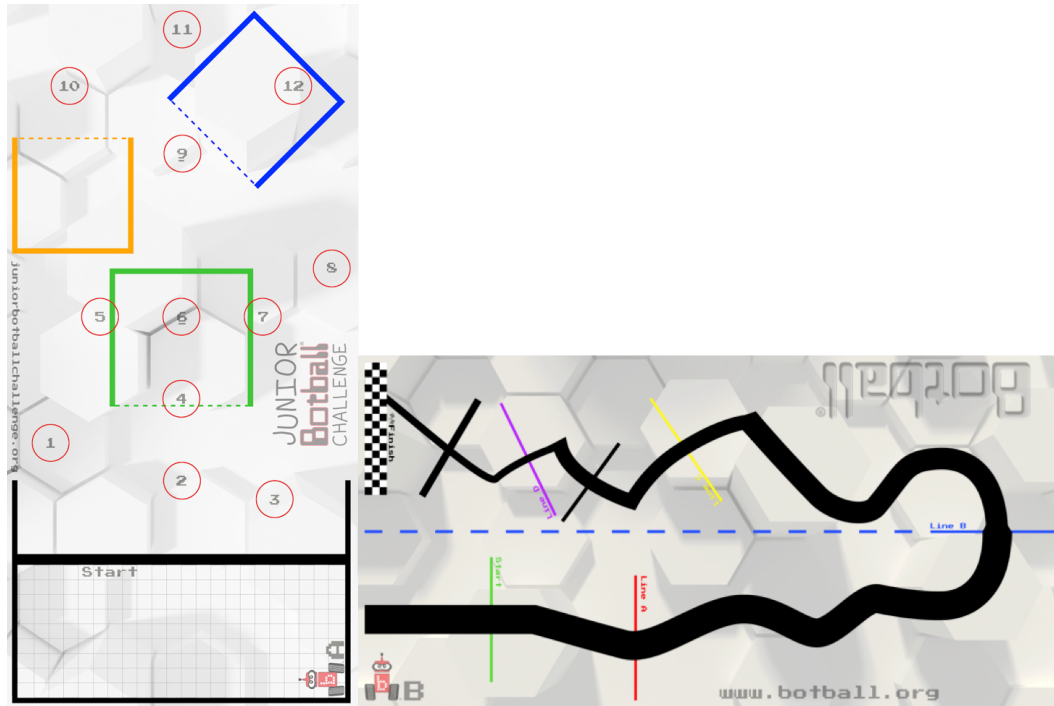 11
10
12
9
8
5
6
7
4
1
2
3
juniorbotballchallenge.org
JUNIOR
Botball®
CHALLENGE
Start
A
Botball®
Finish
Line D
Line C
Line B
Start
Line A
b
B
www.botball.org